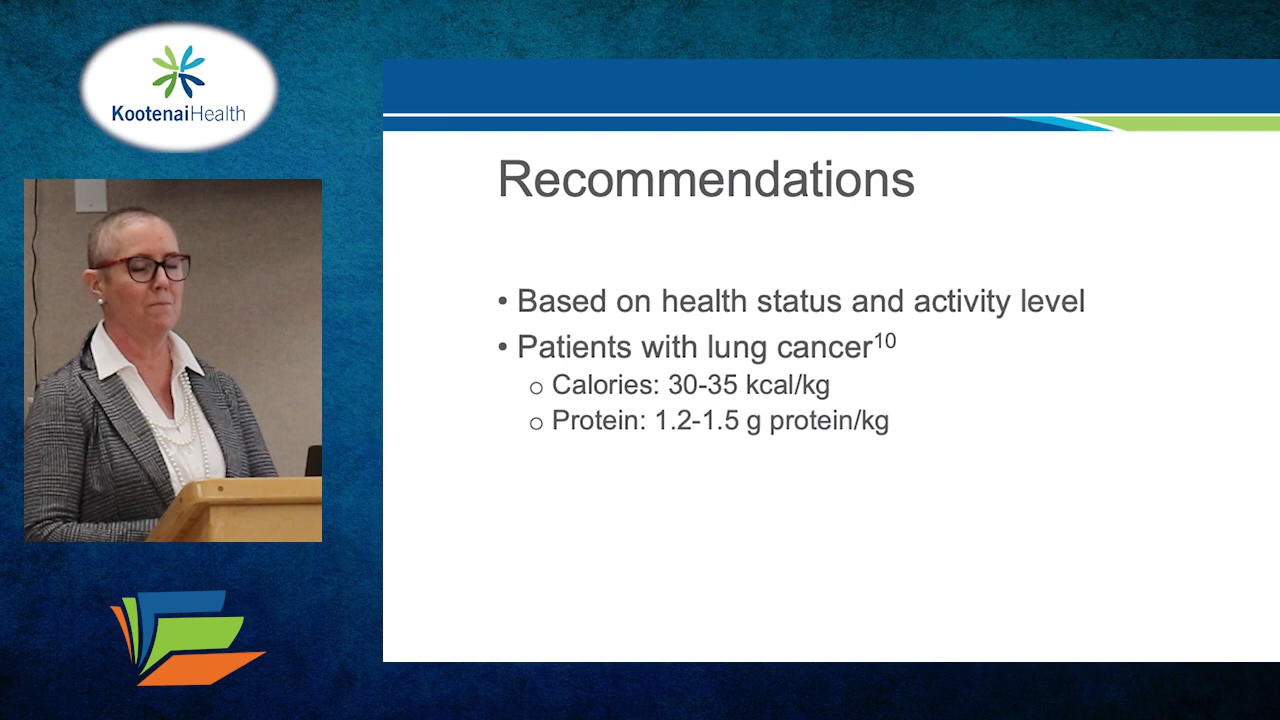 KootenaiHealth
Recommendations
• Based on health status and activity level
• Patients with lung cancer10
o Calories: 30-35 kcal/kg
o Protein: 1.2-1.5 g protein/kg